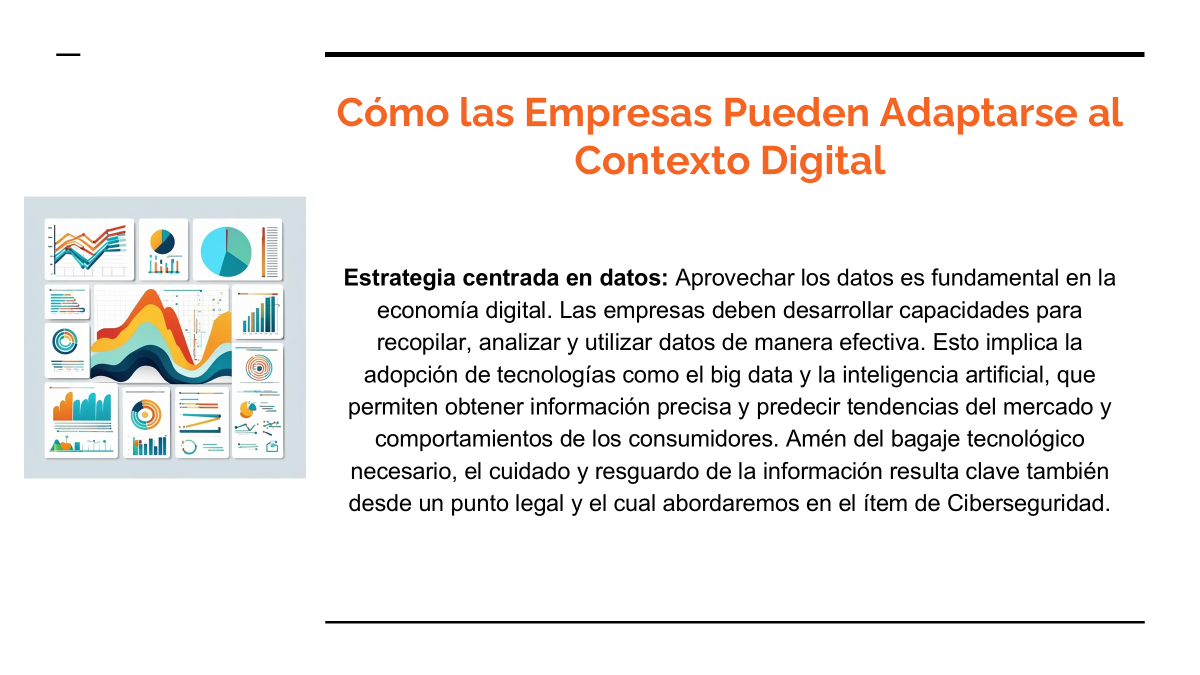 Cómo las Empresas Pueden Adaptarse al
Contexto Digital
Estrategia centrada en datos: Aprovechar los datos es fundamental en la
economía digital. Las empresas deben desarrollar capacidades para
recopilar, analizar y utilizar datos de manera efectiva. Esto implica la
adopción de tecnologías como el big data y la inteligencia artificial, que
permiten obtener información precisa y predecir tendencias del mercado y
comportamientos de los consumidores. Amén del bagaje tecnológico
necesario, el cuidado y resguardo de la información resulta clave también
desde un punto legal y el cual abordaremos en el ítem de Ciberseguridad.